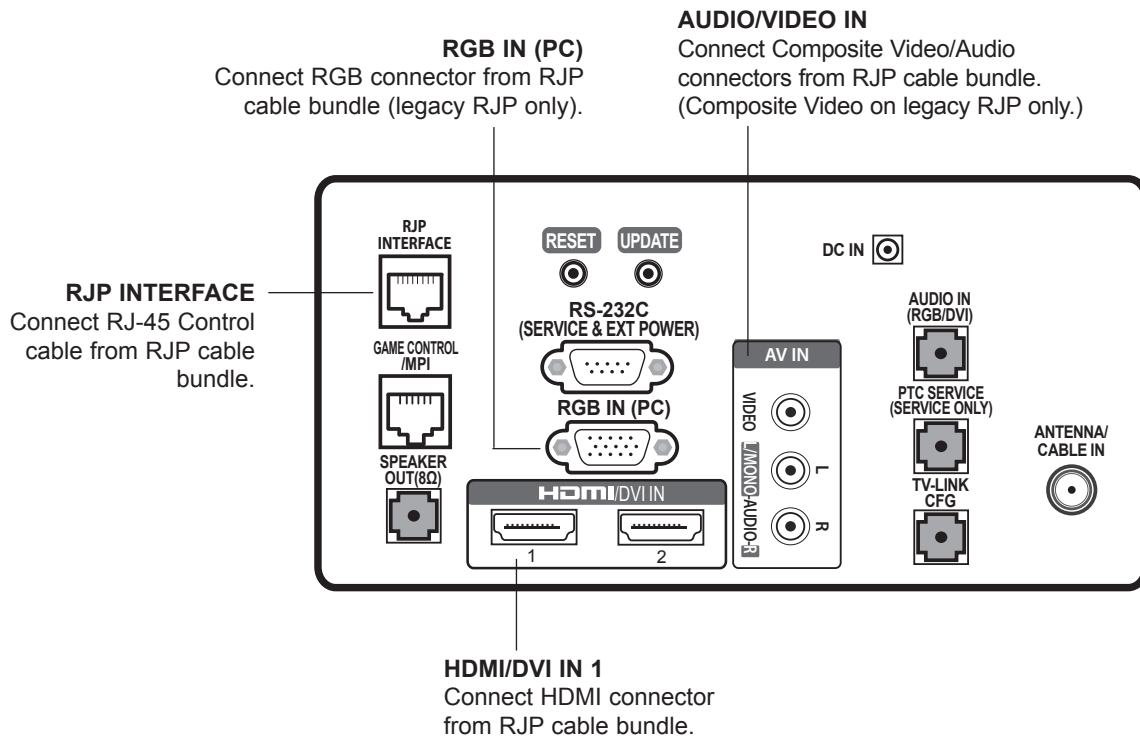 AUDIO/VIDEO IN
Connect Composite Video/Audio
connectors from RJP cable bundle.
(Composite Video on legacy RJP only.)
RGB IN (PC)
Connect RGB connector from RJP
cable bundle (legacy RJP only).
RJP INTERFACE
Connect RJ-45 Control
cable from RJP cable
bundle.
RJP
INTERFACE
GAME CONTROL
/MPI
SPEAKER
OUT(8Ω)
RESET
UPDATE
RS-232C
(SERVICE & EXT POWER)
RGB IN (PC)
HDMI/DVI IN
1
2
AV IN
VIDEO
L/MONO-AUDIO-R
L
R
DC IN
AUDIO IN
(RGB/DVI)
PTC SERVICE
(SERVICE ONLY)
TV-LINK
CFG
ANTENNA/
CABLE IN
HDMI/DVI IN 1
Connect HDMI connector
from RJP cable bundle.